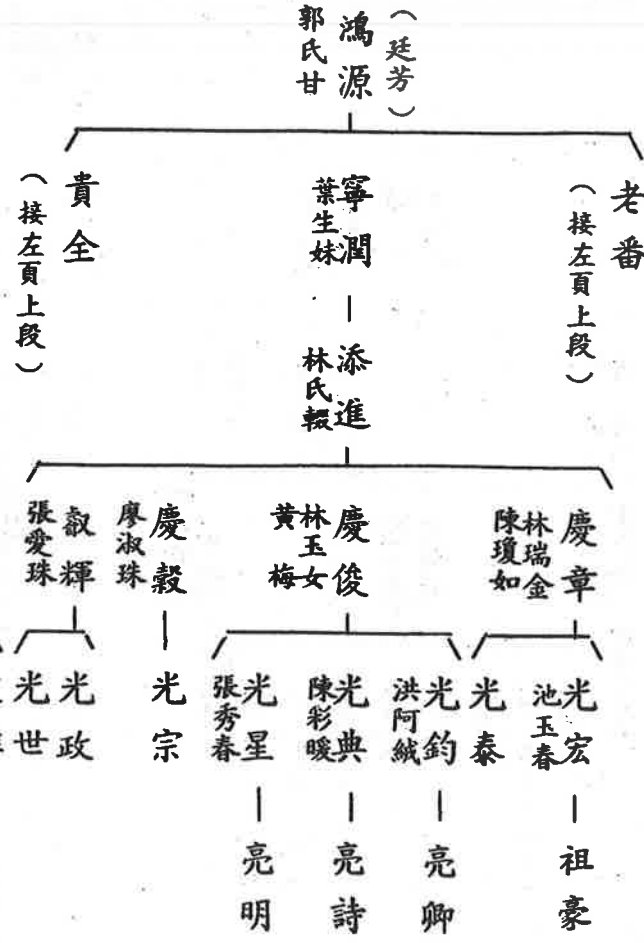 （廷芳）
鴻源
郭氏甘
老番
（接左頁上段）
寧潤
葉生妹
貴全
（接左頁上段）
添進
林氏輟
慶章
林瑞金
陳瓊如
慶俊
林玉女
黃梅
慶穀
廖淑珠
叡輝
張愛珠
光宏
池玉春
光泰
光鈞
洪阿絨
光典
陳彩暖
光星
張秀春
光宗
光政
光世
祖豪
亮卿
亮詩
亮明